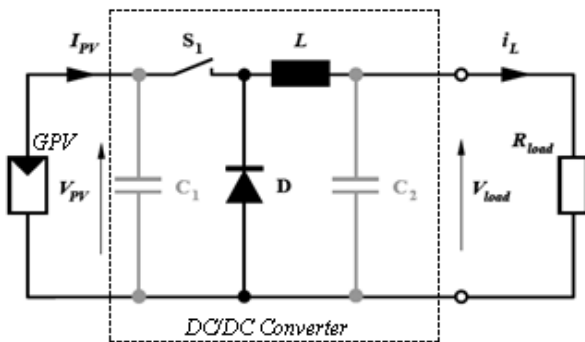 I_PV
S_1
L
i_L
GPV
V_PV
C_1
D
C_2
V_load
R_load
DC/DC Converter